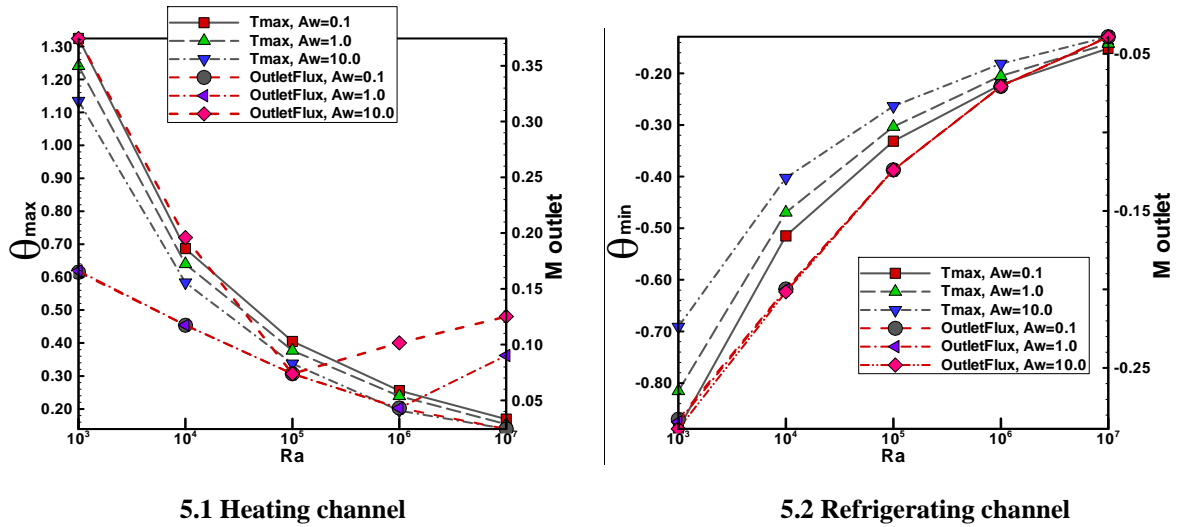 Tmax, Aw=0.1
Tmax, Aw=1.0
Tmax, Aw=10.0
OutletFlux, Aw=0.1
OutletFlux, Aw=1.0
OutletFlux, Aw=10.0
1.30
1.20
1.10
1.00
0.90
0.80
0.70
0.60
0.50
0.40
0.30
0.20
θmax
0.35
0.30
0.25
0.20
0.15
0.10
0.05
M outlet
10³
10⁴
10⁵
10⁶
10⁷
Ra
5.1 Heating channel
-0.20
-0.30
-0.40
-0.50
-0.60
-0.70
-0.80
θmin
Tmax, Aw=0.1
Tmax, Aw=1.0
Tmax, Aw=10.0
OutletFlux, Aw=0.1
OutletFlux, Aw=1.0
OutletFlux, Aw=10.0
-0.05
-0.15
-0.25
M outlet
10³
10⁴
10⁵
10⁶
10⁷
Ra
5.2 Refrigerating channel